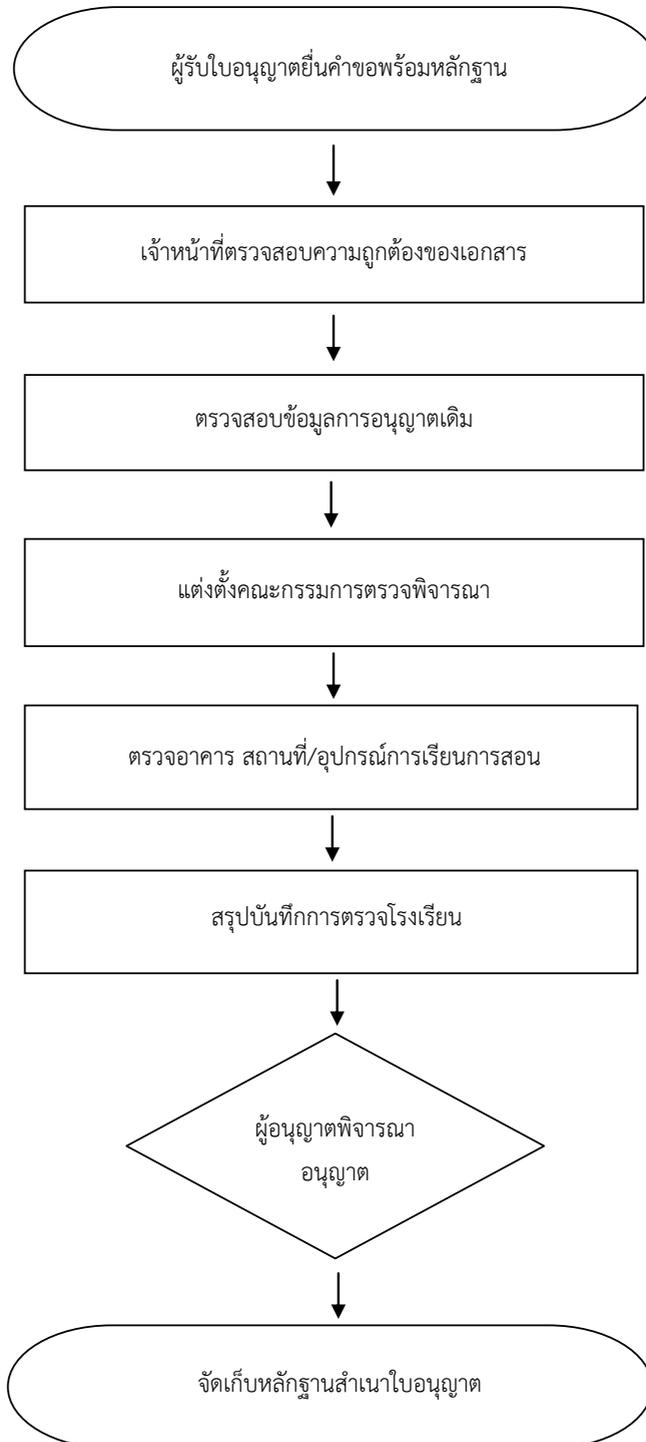 ผู้รับใบอนุญาตยื่นคำขอพร้อมหลักฐาน
เจ้าหน้าที่ตรวจสอบความถูกต้องของเอกสาร
ตรวจสอบข้อมูลการอนุญาตเดิม
แต่งตั้งคณะกรรมการตรวจพิจารณา
ตรวจอาคาร สถานที่/อุปกรณ์การเรียนการสอน
สรุปบันทึกการตรวจโรงเรียน
ผู้อนุญาตพิจารณา
อนุญาต
จัดเก็บหลักฐานสำเนาใบอนุญาต